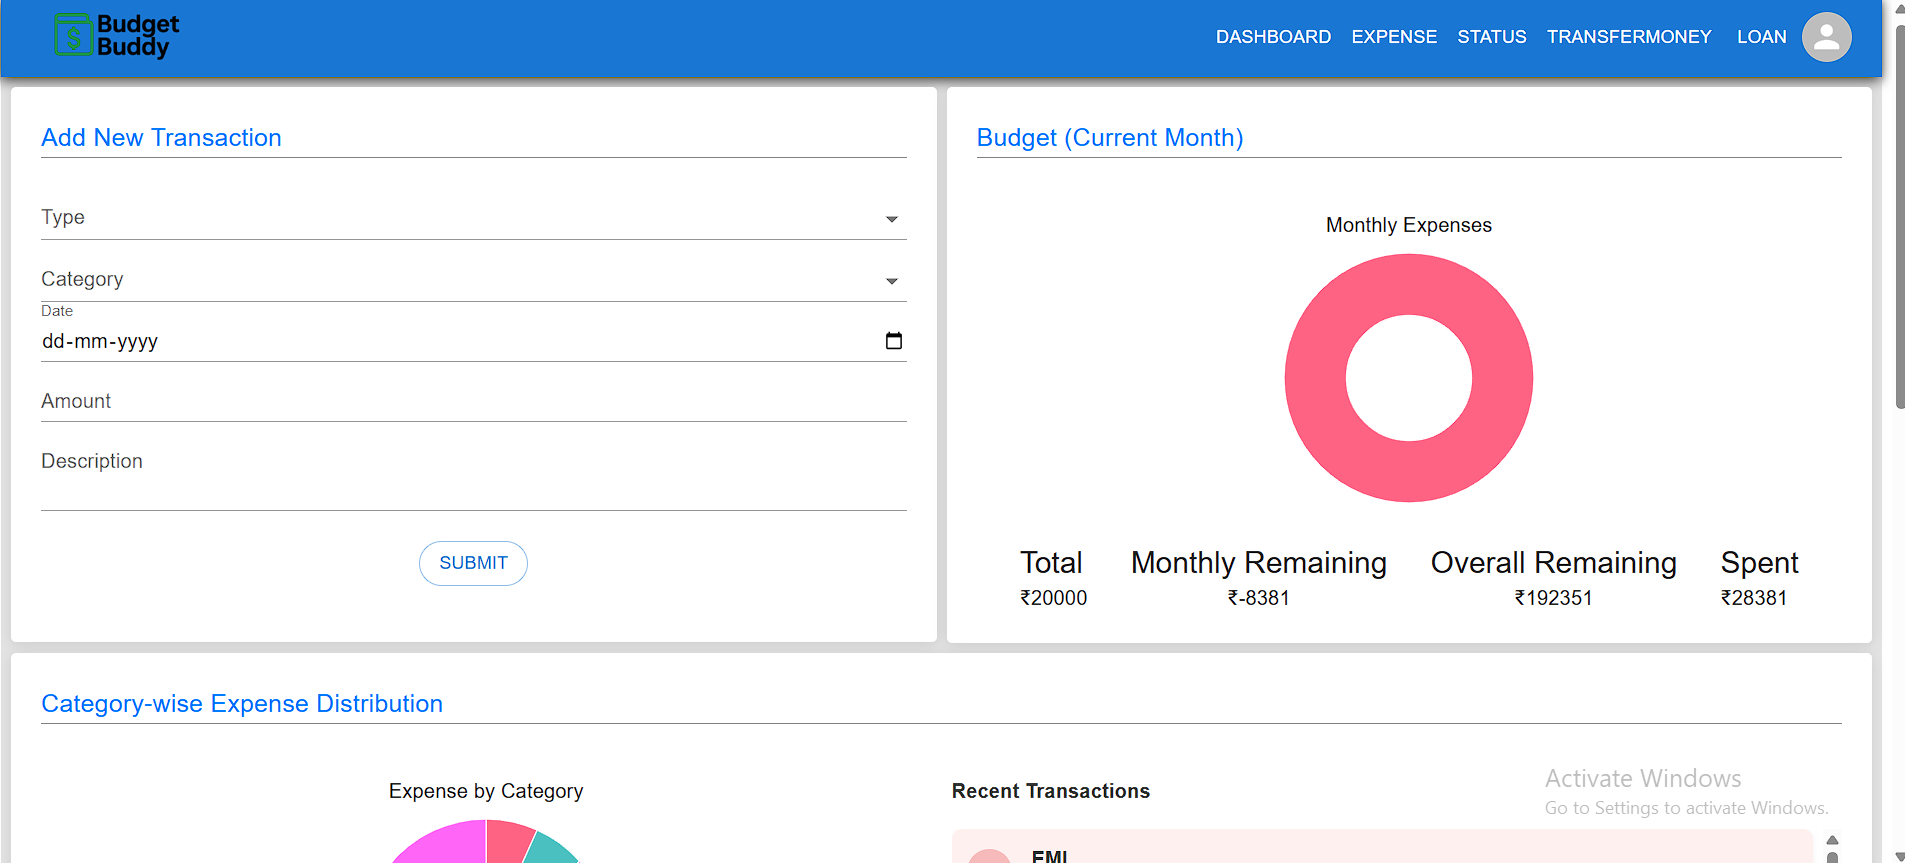 Budget
Buddy
DASHBOARD EXPENSE STATUS TRANSFERMONEY LOAN
Add New Transaction
Type
Category
Date
dd-mm-yyyy
Amount
Description
SUBMIT
Budget (Current Month)
Monthly Expenses
Total Monthly Remaining Overall Remaining Spent
₹20000 ₹-8381 ₹192351 ₹28381
Category-wise Expense Distribution
Expense by Category
Recent Transactions
EMI
Activate Windows
Go to Settings to activate Windows.